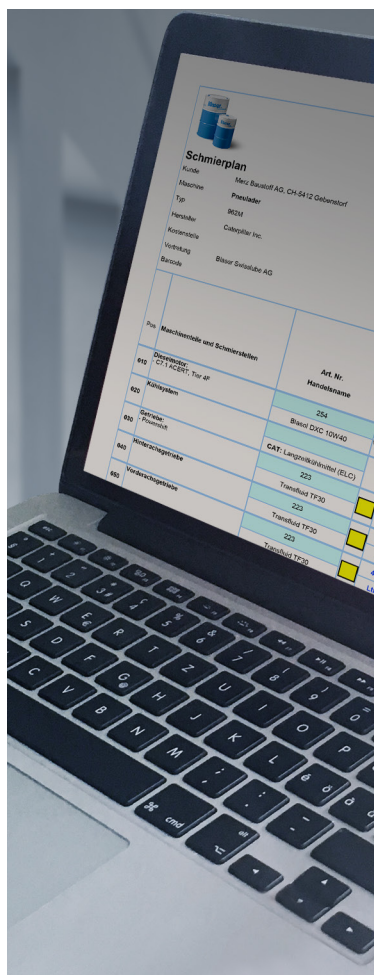 Schmierplan
Kunde Merz Baustoff AG, CH-5412 Gebenstorf
Maschine Pneulader
Typ 962M
Hersteller Caterpillar Inc.
Kostenstelle
Vertretung Blaser Swisslube AG
Barcode
Pos Maschinenteile und Schmierstellen Art. Nr.
Handelsname
010 Dieselmotor: 254
- C7.1 ACERT, Tier 4F Blasol DXC 10W40
020 Kühlsystem
CAT: Langzeitkühlmittel (ELC)
030 Getriebe: 223
- Powershift Transfluid TF30
040 Hinterachsgetriebe 223
Transfluid TF30
050 Vorderachsgetriebe 223
Transfluid TF30
Q W E R T Z U I O P
€
S D F G H J K L é ö à
C V B N M ; : -
cmd alt